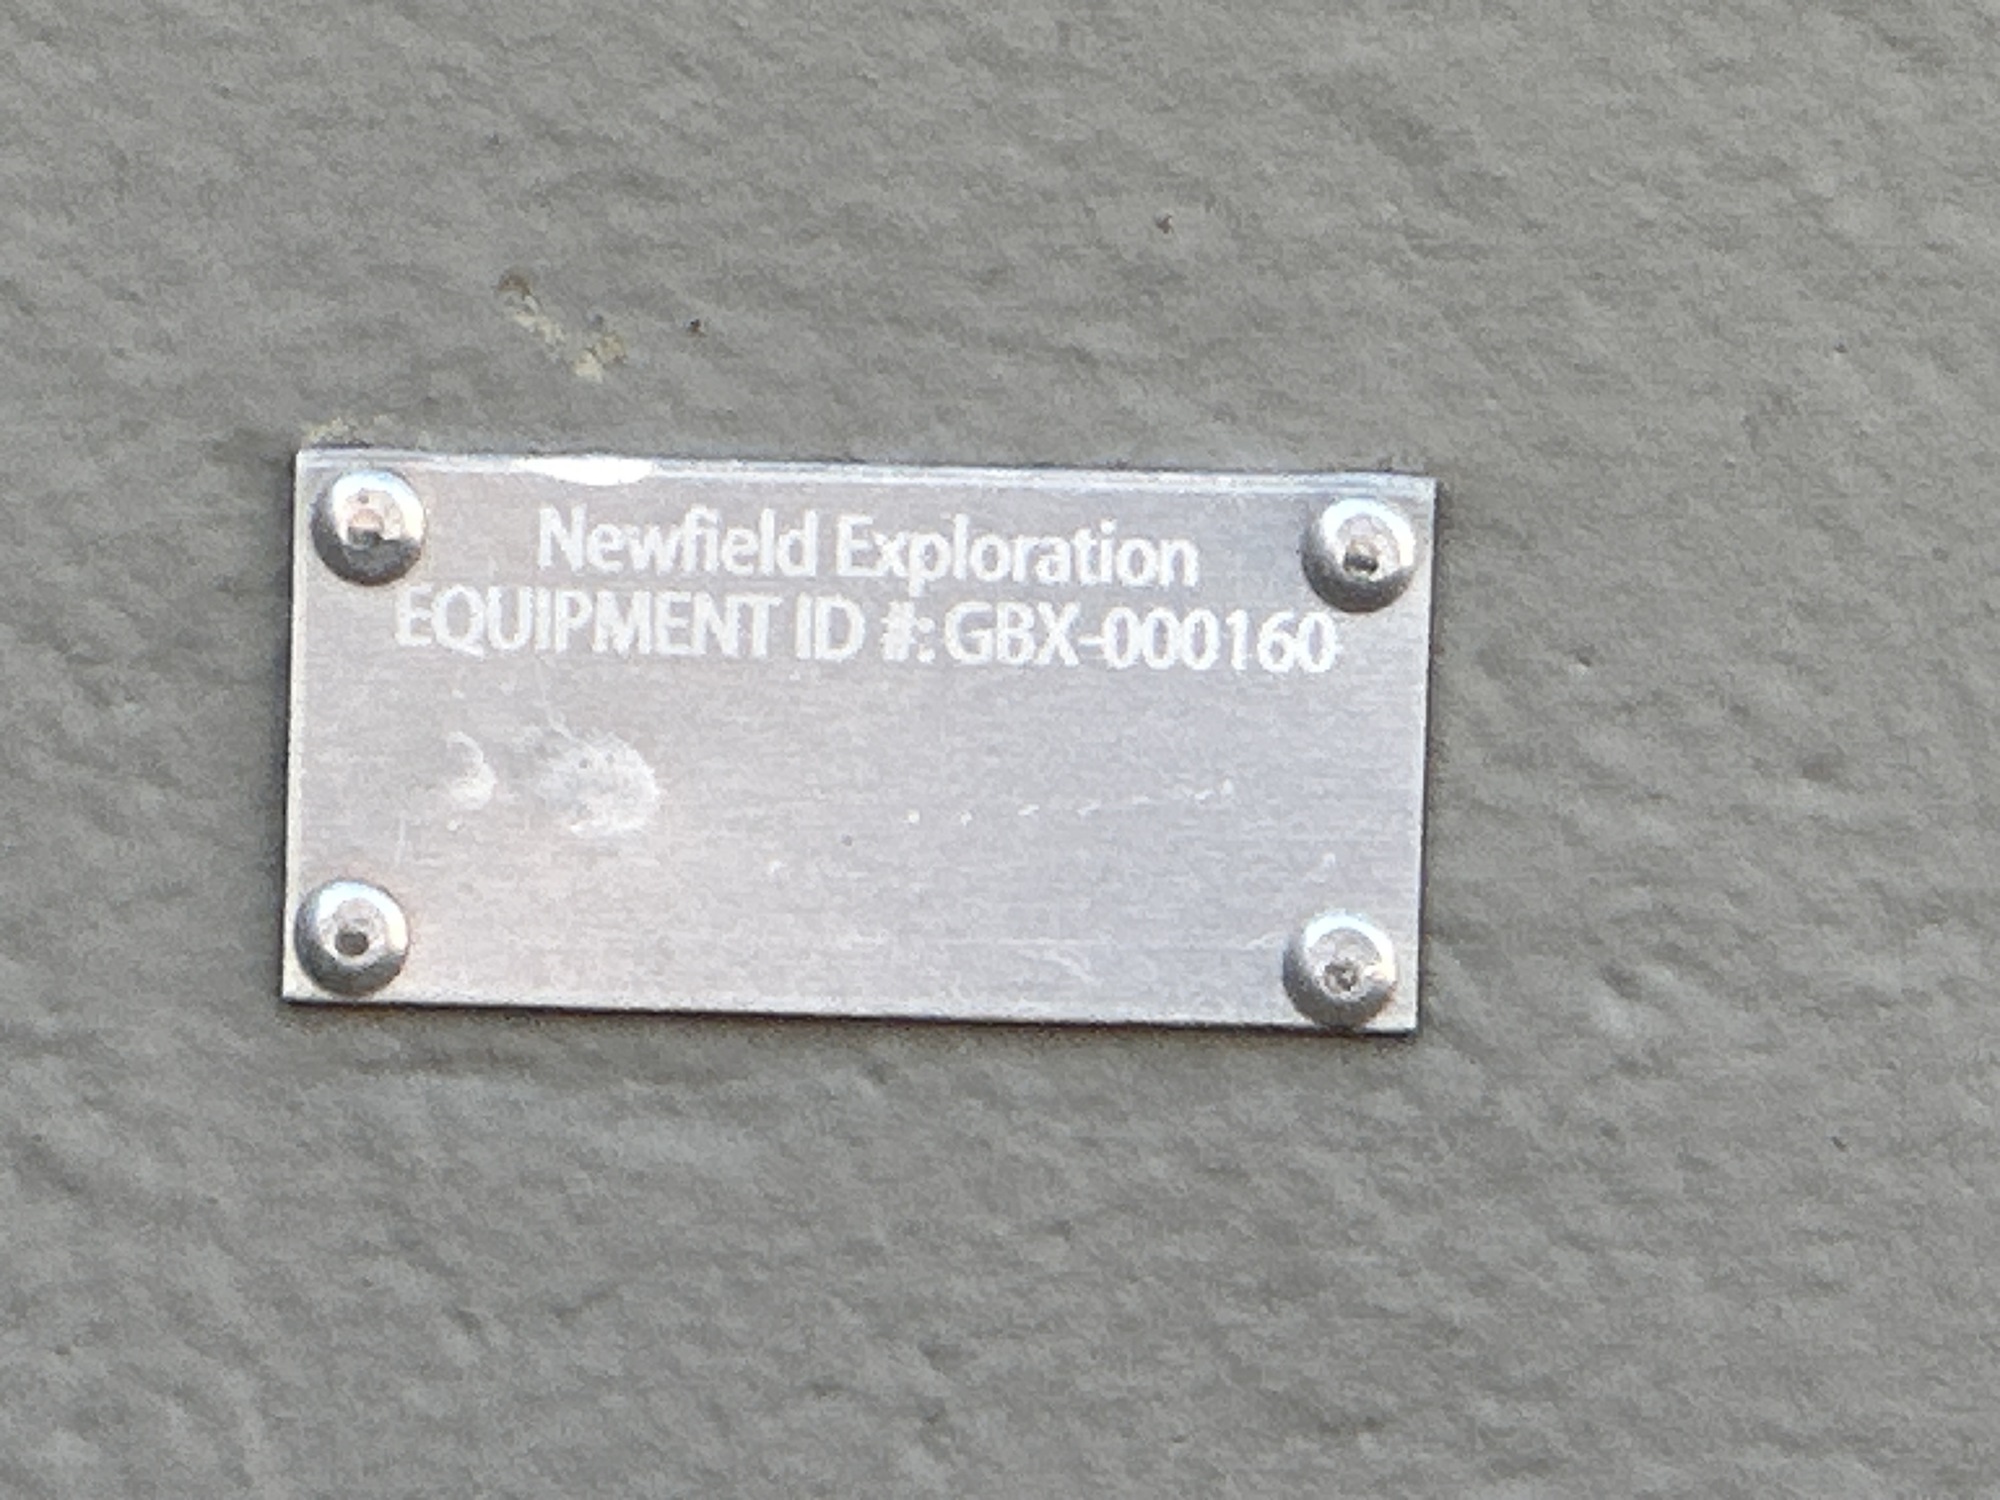 Newfield Exploration
EQUIPMENT ID #: GBX-000160